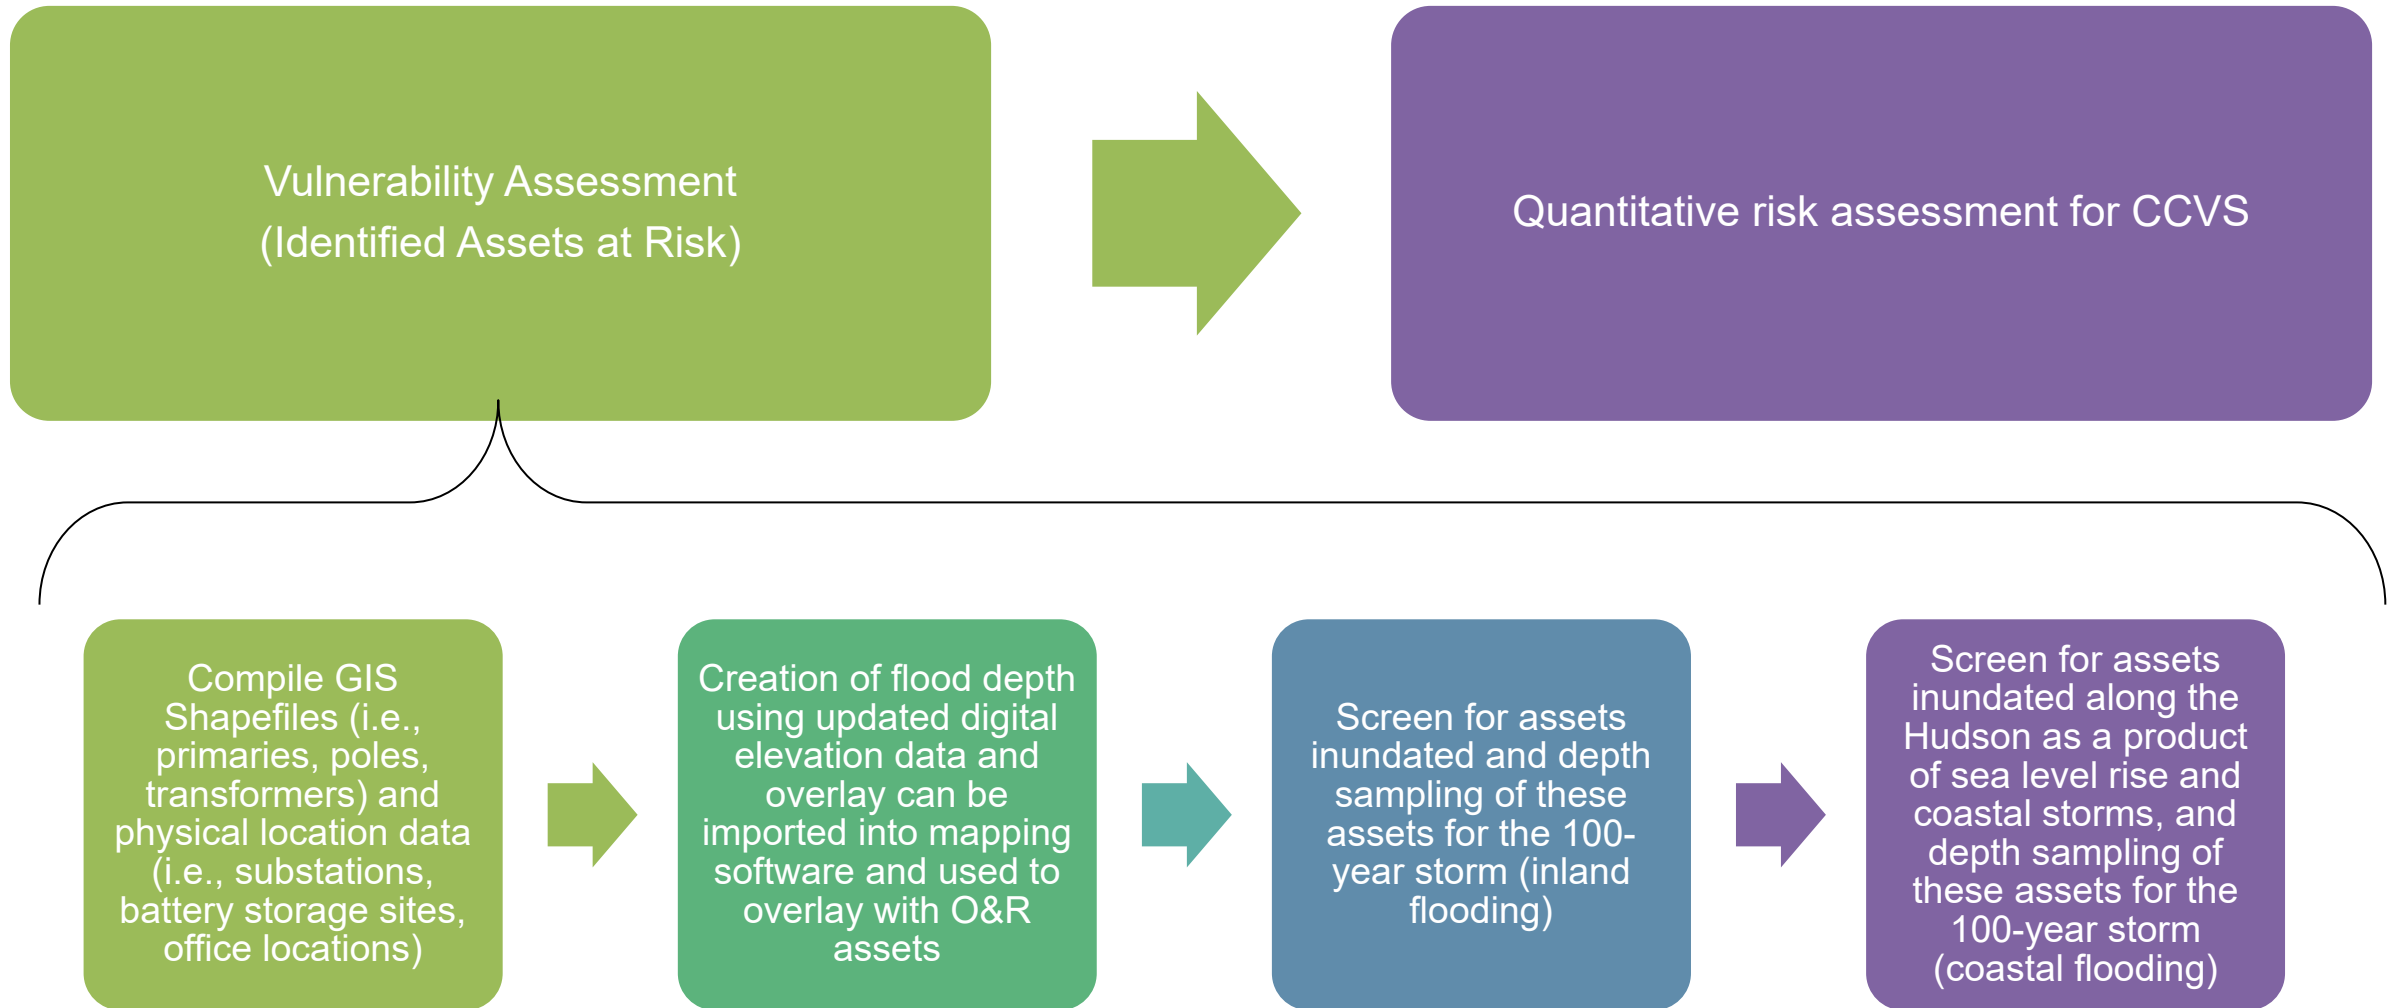 Vulnerability Assessment
(Identified Assets at Risk)
Quantitative risk assessment for CCVS
Compile GIS
Shapefiles (i.e.,
primaries, poles,
transformers) and
physical location data
(i.e., substations,
battery storage sites,
office locations)
Creation of flood depth
using updated digital
elevation data and
overlay can be
imported into mapping
software and used to
overlay with O&R
assets
Screen for assets
inundated and depth
sampling of these
assets for the 100-
year storm (inland
flooding)
Screen for assets
inundated along the
Hudson as a product
of sea level rise and
coastal storms, and
depth sampling of
these assets for the
100-year storm
(coastal flooding)